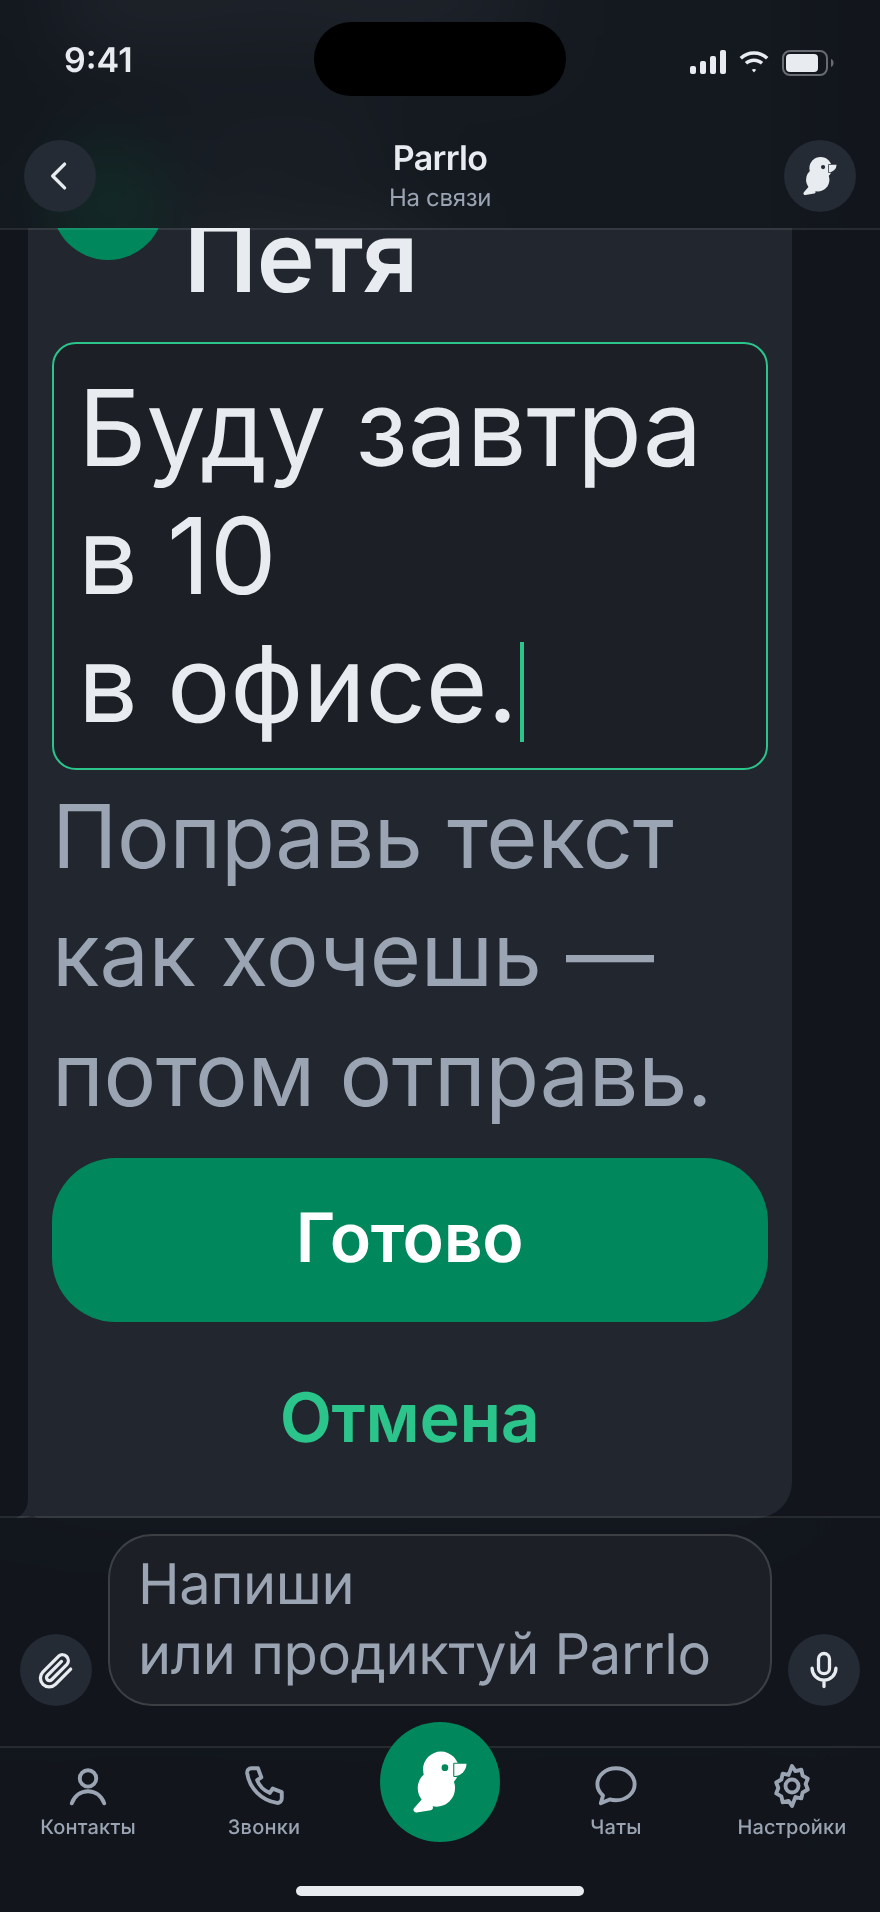 9:41
Parrlo
На связи
Петя
Буду завтра
в 10
в офисе.
Поправь текст
как хочешь —
потом отправь.
Готово
Отмена
Напиши
или продиктуй Parrlo
Контакты
Звонки
Чаты
Настройки